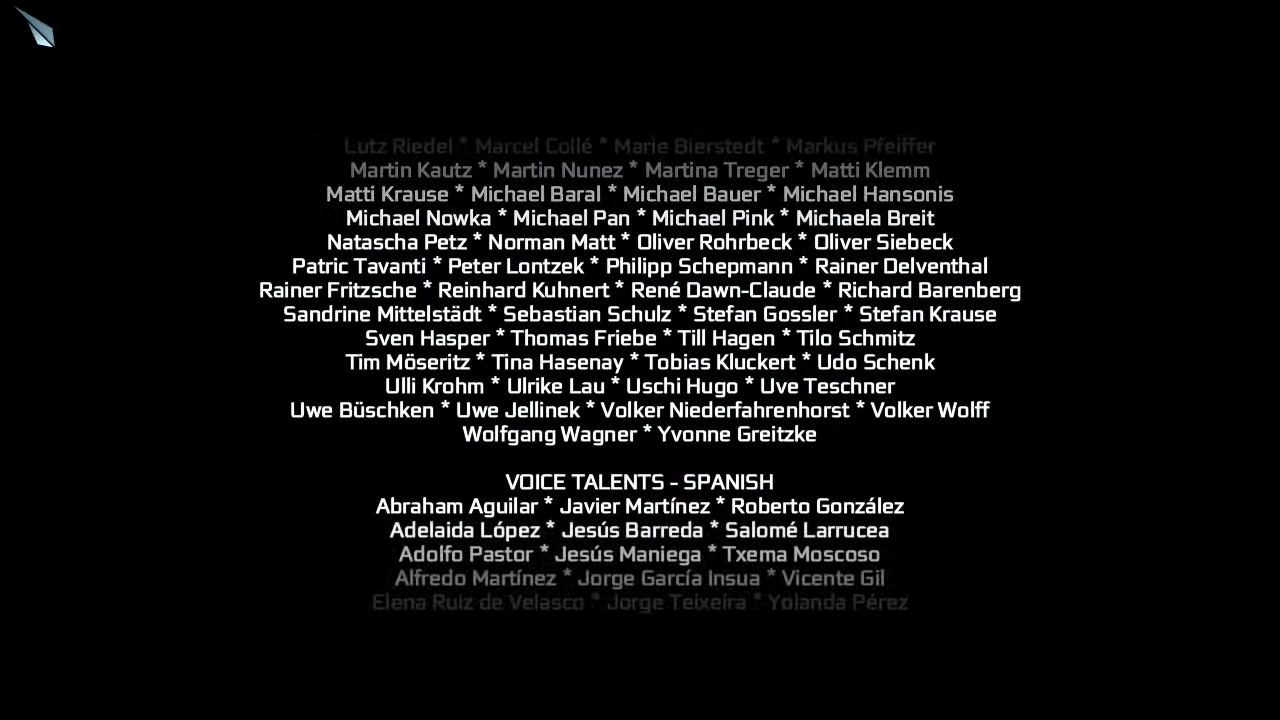 Lutz Riedel * Marcel Collé * Marie Bierstedt * Markus Pfeiffer
Martin Kautz * Martin Nunez * Martina Treger * Matti Klemm
Matti Krause * Michael Baral * Michael Bauer * Michael Hansonis
Michael Nowka * Michael Pan * Michael Pink * Michaela Breit
Natascha Petz * Norman Matt * Oliver Rohrbeck * Oliver Siebeck
Patric Tavanti * Peter Lontzek * Philipp Schepmann * Rainer Delventhal
Rainer Fritzsche * Reinhard Kuhnert * René Dawn-Claude * Richard Barenberg
Sandrine Mittelstädt * Sebastian Schulz * Stefan Gossler * Stefan Krause
Sven Hasper * Thomas Friebe * Till Hagen * Tilo Schmitz
Tim Möseritz * Tina Hasenay * Tobias Kluckert * Udo Schenk
Ulli Krohm * Ulrike Lau * Uschi Hugo * Uve Teschner
Uwe Büschken * Uwe Jellinek * Volker Niederfahrenhorst * Volker Wolff
Wolfgang Wagner * Yvonne Greitzke
VOICE TALENTS - SPANISH
Abraham Aguilar * Javier Martínez * Roberto González
Adelaida López * Jesús Barreda * Salomé Larrucea
Adolfo Pastor * Jesús Maniega * Txema Moscoso
Alfredo Martínez * Jorge García Insua * Vicente Gil
Elena Ruiz de Velasco * Jorge Teixeira * Yolanda Pérez